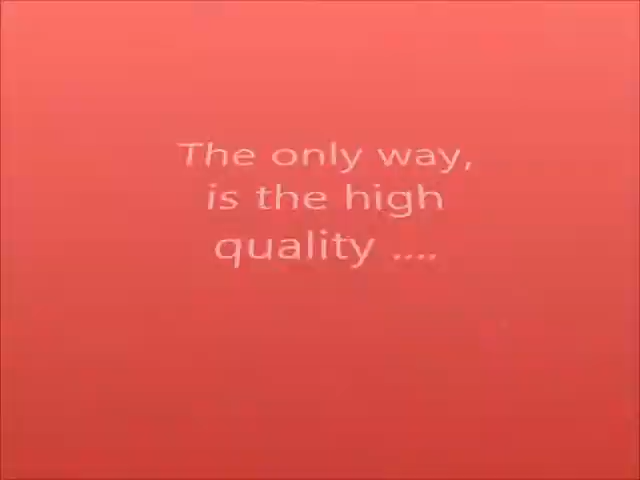 The only way,
is the high
quality ....